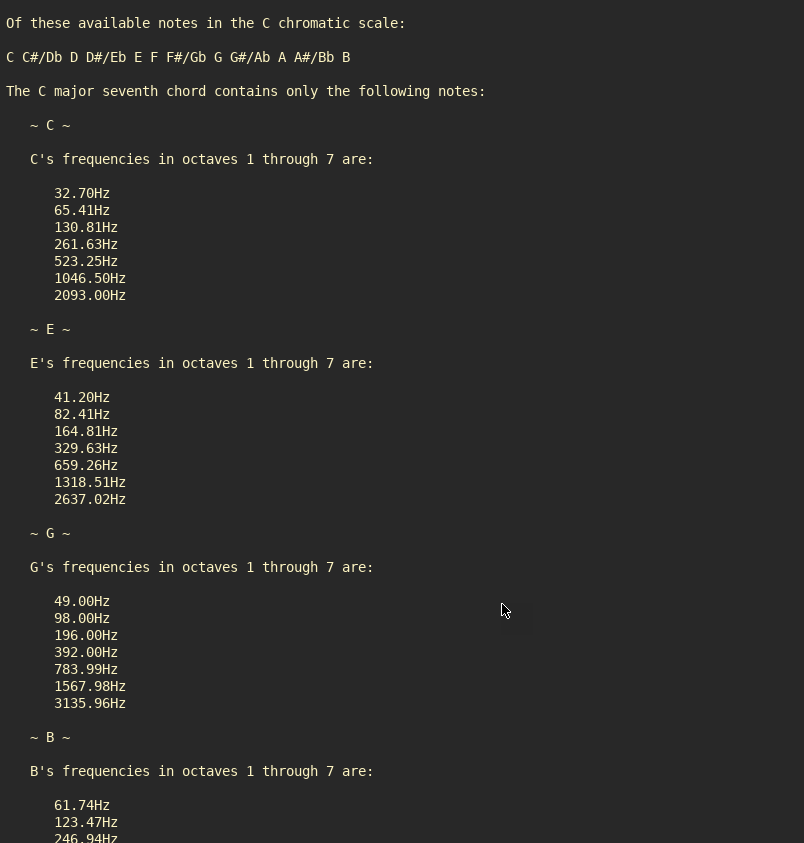 Of these available notes in the C chromatic scale:
C C#/Db D D#/Eb E F F#/Gb G G#/Ab A A#/Bb B
The C major seventh chord contains only the following notes:
~ C ~
C's frequencies in octaves 1 through 7 are:
32.70Hz
65.41Hz
130.81Hz
261.63Hz
523.25Hz
1046.50Hz
2093.00Hz
~ E ~
E's frequencies in octaves 1 through 7 are:
41.20Hz
82.41Hz
164.81Hz
329.63Hz
659.26Hz
1318.51Hz
2637.02Hz
~ G ~
G's frequencies in octaves 1 through 7 are:
49.00Hz
98.00Hz
196.00Hz
392.00Hz
783.99Hz
1567.98Hz
3135.96Hz
~ B ~
B's frequencies in octaves 1 through 7 are:
61.74Hz
123.47Hz
246.94Hz